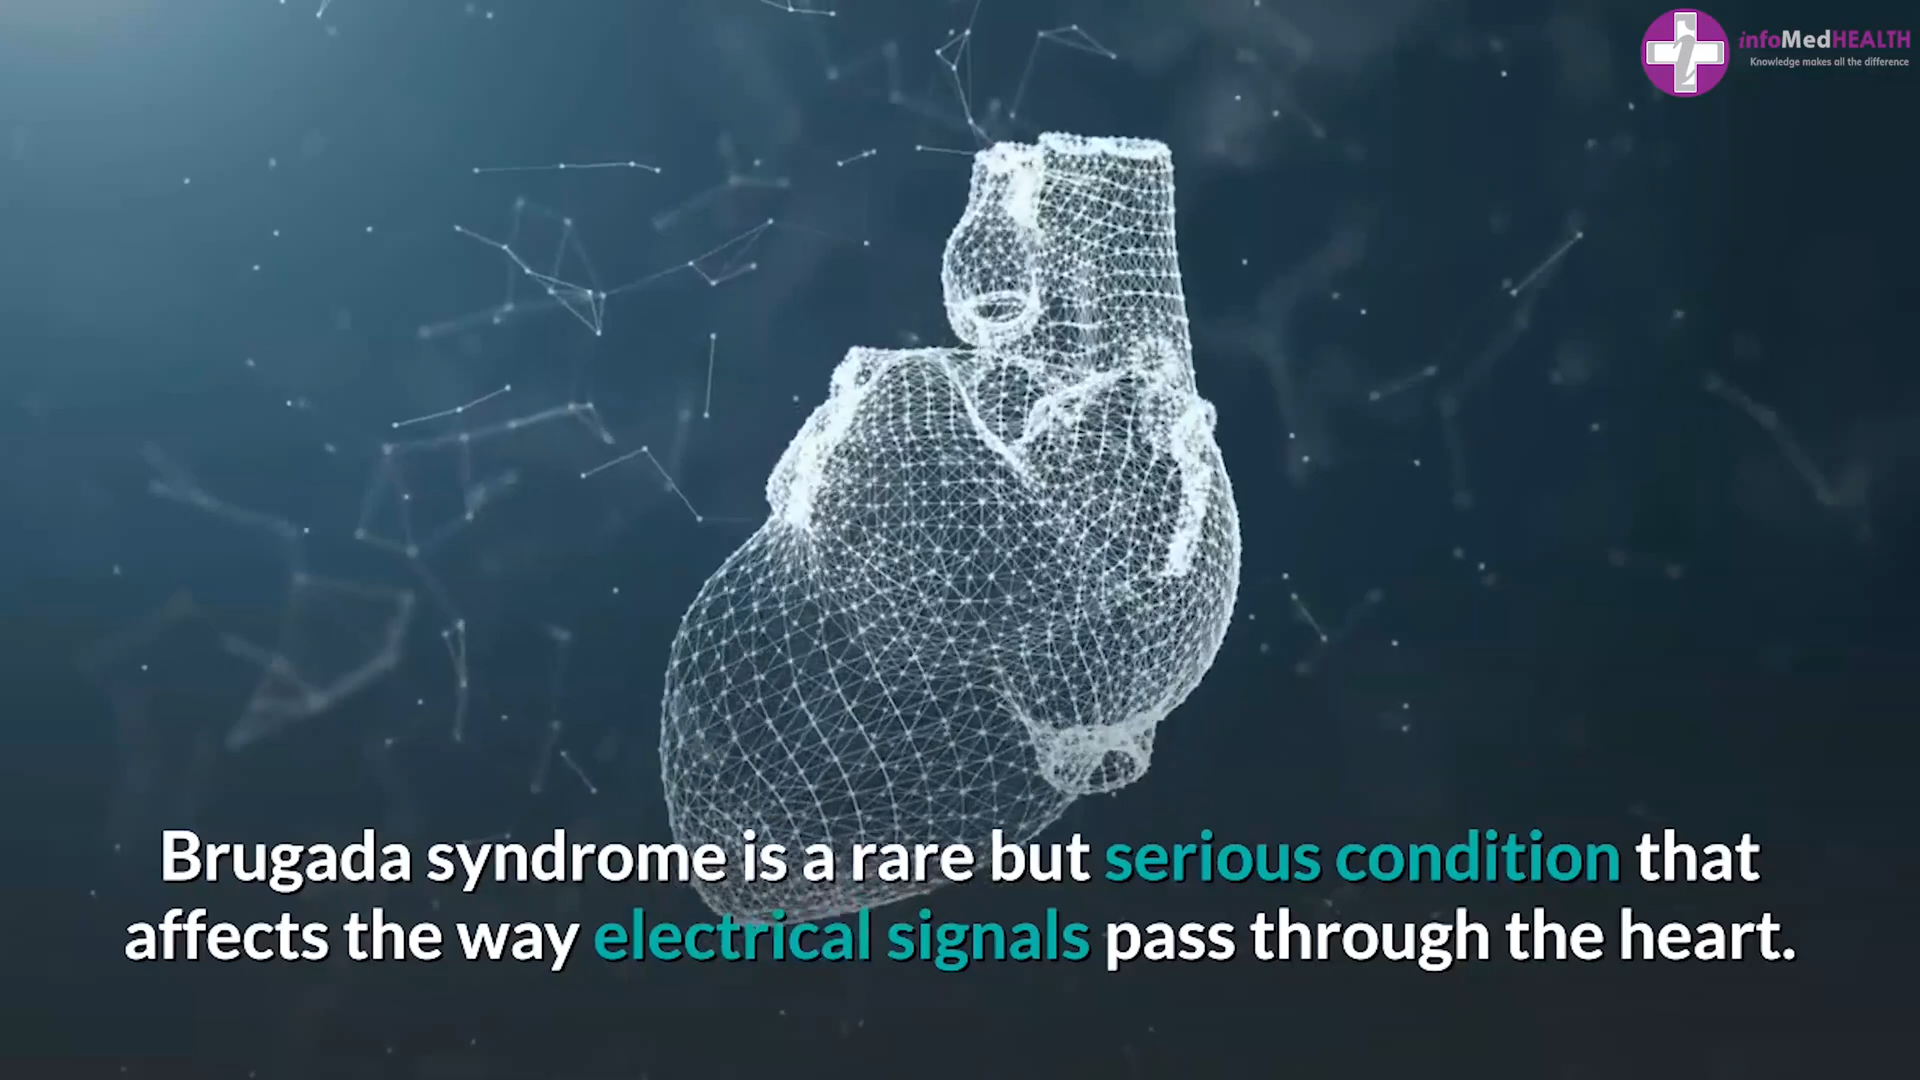 infoMedHEALTH
Knowledge makes all the difference
Brugada syndrome is a rare but serious condition that
affects the way electrical signals pass through the heart.